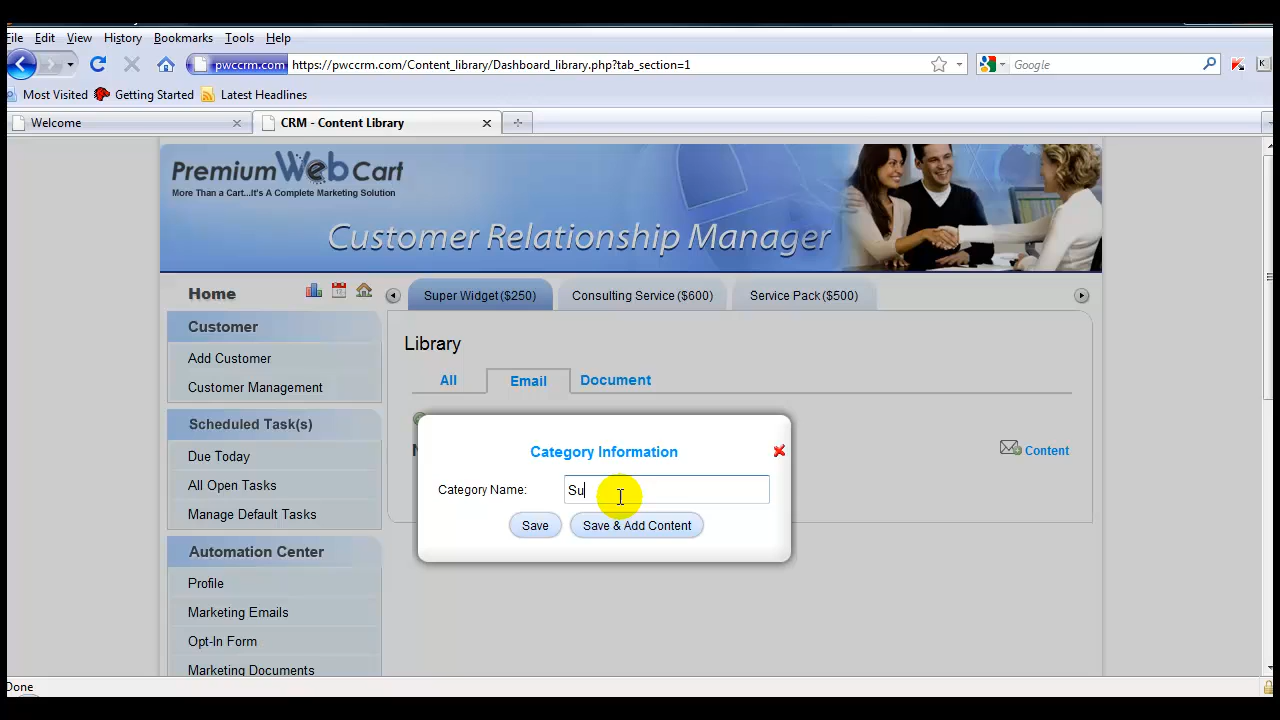 File Edit View History Bookmarks Tools Help
pwccrm.com https://pwccrm.com/Content_library/Dashboard_library.php?tab_section=1 Google
Most Visited Getting Started Latest Headlines
Welcome CRM - Content Library
PremiumWebCart
More Than a Cart...It's A Complete Marketing Solution
Customer Relationship Manager
Home Super Widget ($250) Consulting Service ($600) Service Pack ($500)
Customer
Library
Add Customer
All Email Document
Customer Management
Scheduled Task(s)
Content
Category Information
Due Today
All Open Tasks
Category Name: Su
Manage Default Tasks
Save Save & Add Content
Automation Center
Profile
Marketing Emails
Opt-In Form
Marketing Documents
Done